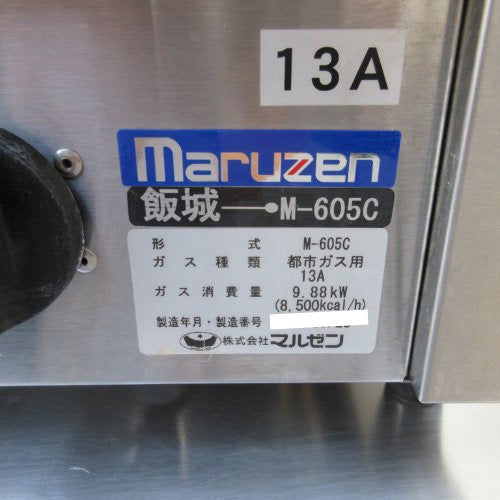 13A
maruzen
飯城 M-605C
形 式 M-605C
ガス種類 都市ガス用
13A
ガス消費量 9.88kW
(8,500kcal/h)
製造年月・製造番号
株式会社 マルゼン